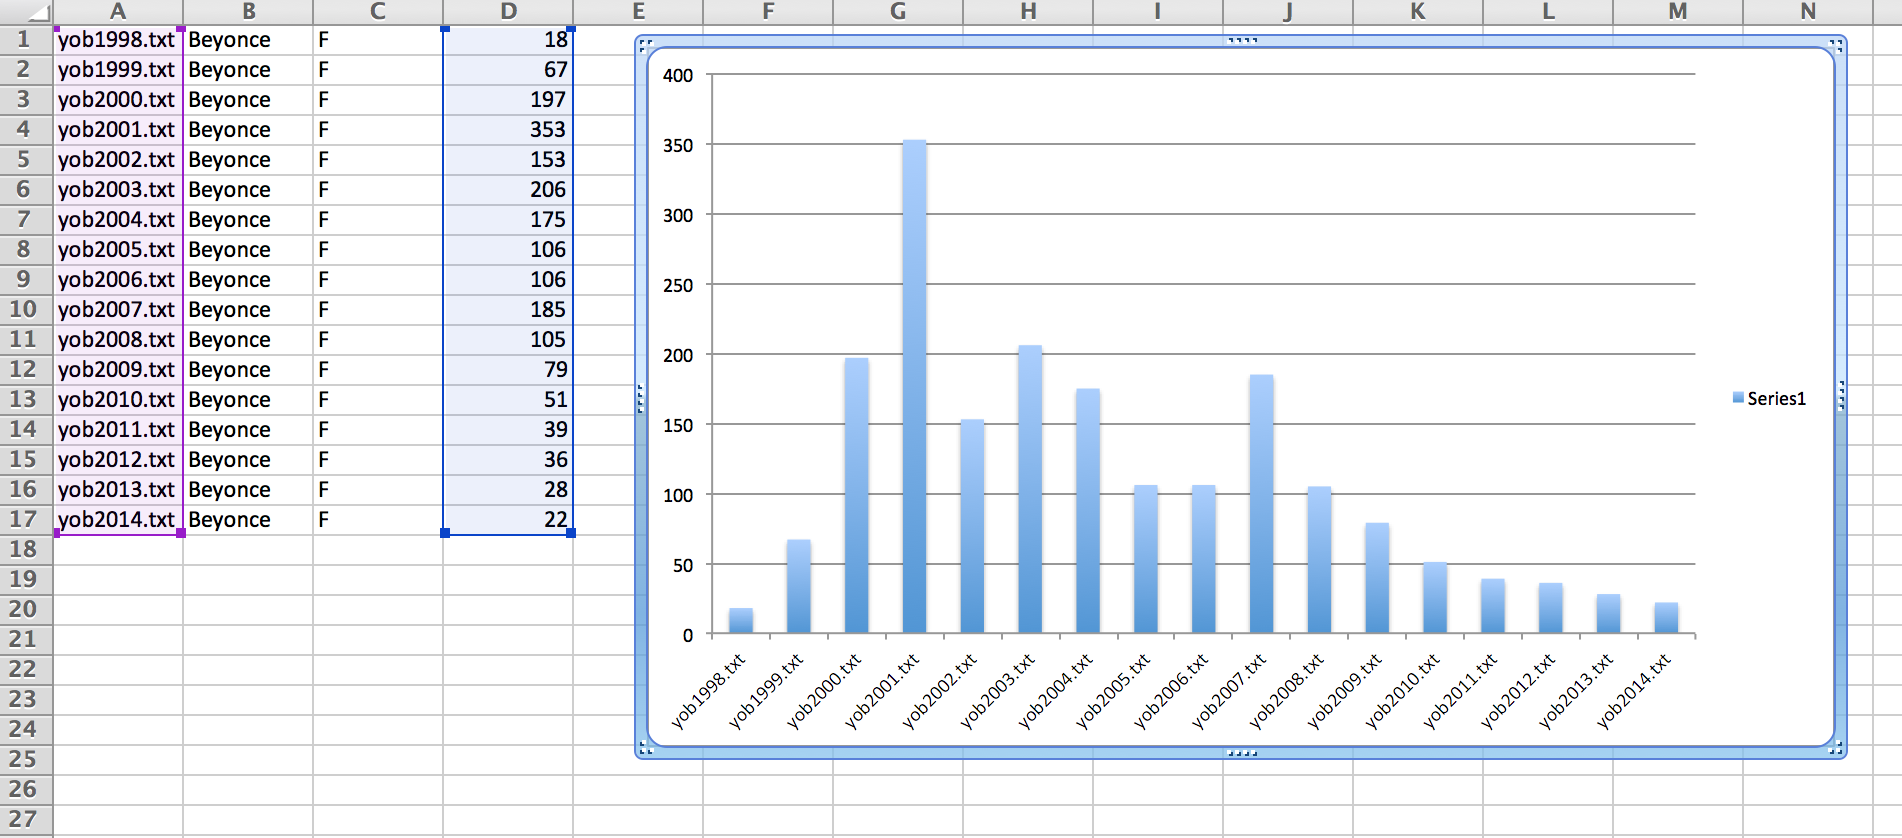 A B C D E F G H I J K L M N
1 yob1998.txt Beyonce F 18
2 yob1999.txt Beyonce F 67
3 yob2000.txt Beyonce F 197
4 yob2001.txt Beyonce F 353
5 yob2002.txt Beyonce F 153
6 yob2003.txt Beyonce F 206
7 yob2004.txt Beyonce F 175
8 yob2005.txt Beyonce F 106
9 yob2006.txt Beyonce F 106
10 yob2007.txt Beyonce F 185
11 yob2008.txt Beyonce F 105
12 yob2009.txt Beyonce F 79
13 yob2010.txt Beyonce F 51
14 yob2011.txt Beyonce F 39
15 yob2012.txt Beyonce F 36
16 yob2013.txt Beyonce F 28
17 yob2014.txt Beyonce F 22
18
19
20
21
22
23
24
25
26
27
400
350
300
250
200
150
100
50
0
yob1998.txt yob1999.txt yob2000.txt yob2001.txt yob2002.txt yob2003.txt yob2004.txt yob2005.txt yob2006.txt yob2007.txt yob2008.txt yob2009.txt yob2010.txt yob2011.txt yob2012.txt yob2013.txt yob2014.txt
Series1